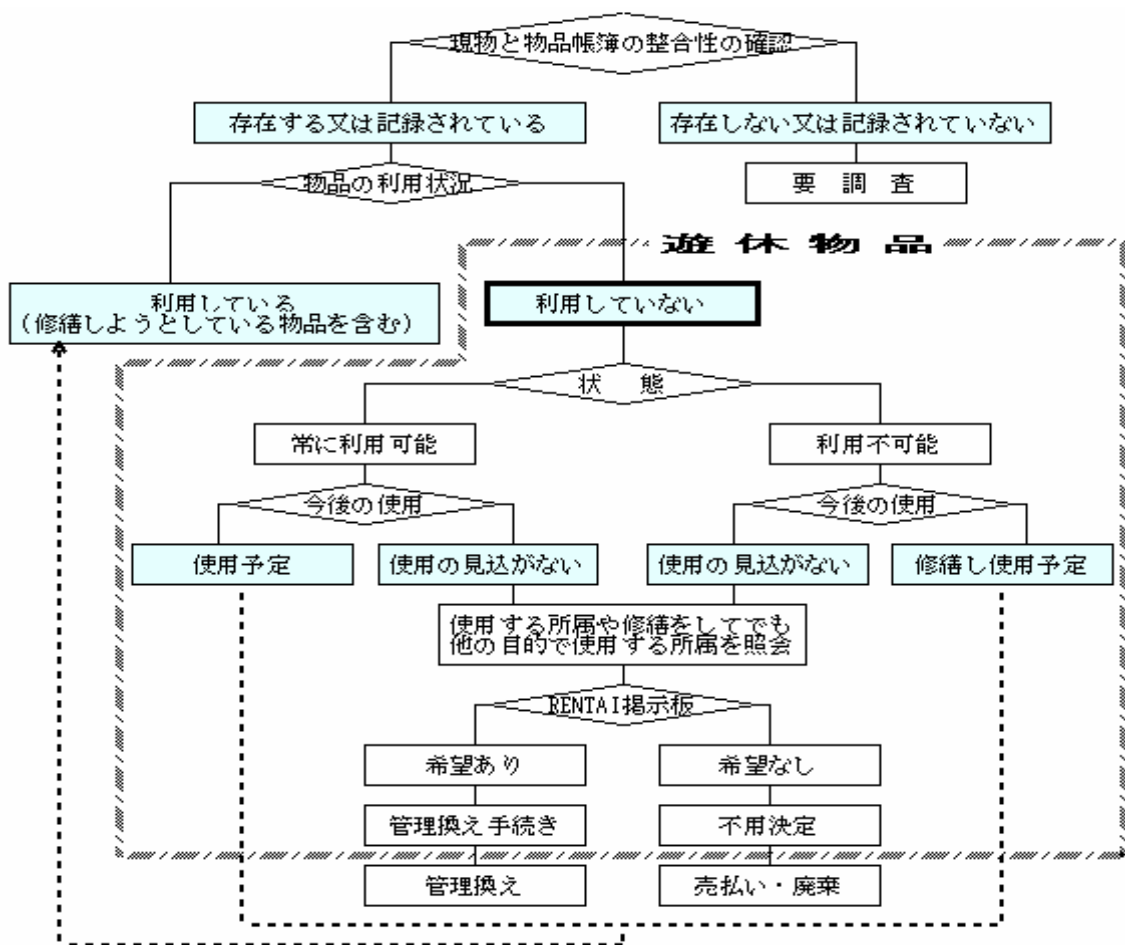 現物と物品帳簿の整合性の確認
存在する又は記録されている
存在しない又は記録されていない
物品の利用状況
要 調 査
遊 休 物 品
利用している
(修繕しようとしている物品を含む)
利用していない
状 態
常に利用可能
利用不可能
今後の使用
今後の使用
使用予定
使用の見込がない
使用の見込がない
修繕し使用予定
使用する所属や修繕をしてでも
他の目的で使用する所属を照会
RENTAI掲示板
希望あり
希望なし
管理換え手続き
不用決定
管理換え
売払い・廃棄